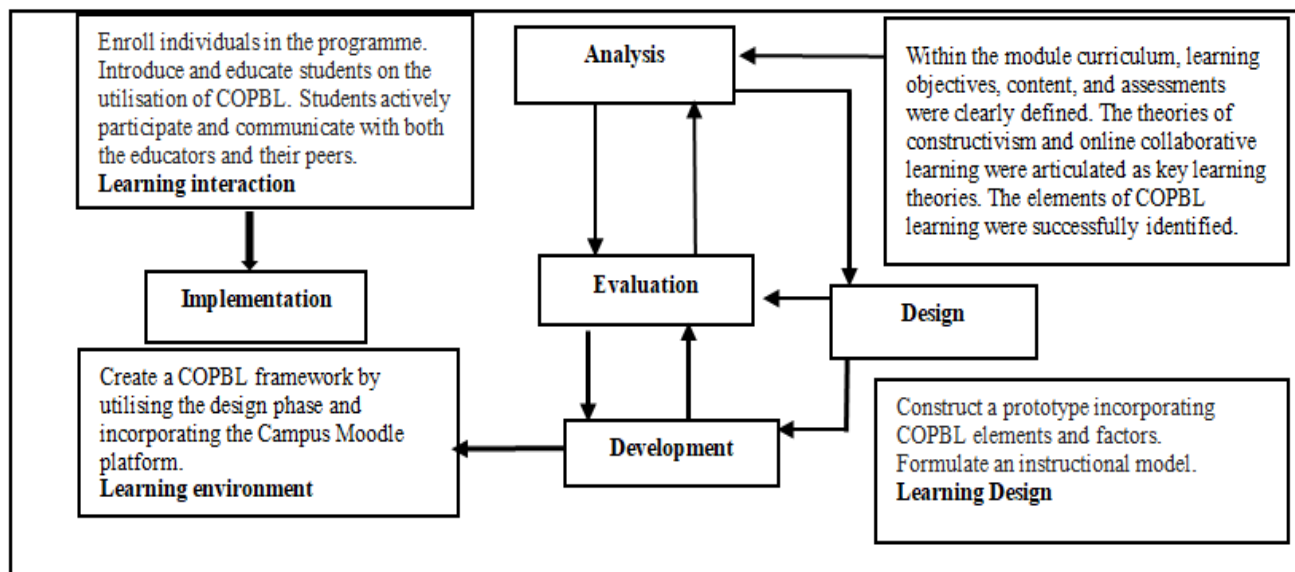 Enroll individuals in the programme.
Introduce and educate students on the
utilisation of COPBL. Students actively
participate and communicate with both
the educators and their peers.
Learning interaction
Analysis
Within the module curriculum, learning
objectives, content, and assessments
were clearly defined. The theories of
constructivism and online collaborative
learning were articulated as key learning
theories. The elements of COPBL
learning were successfully identified.
Implementation
Evaluation
Design
Create a COPBL framework by
utilising the design phase and
incorporating the Campus Moodle
platform.
Learning environment
Development
Construct a prototype incorporating
COPBL elements and factors.
Formulate an instructional model.
Learning Design